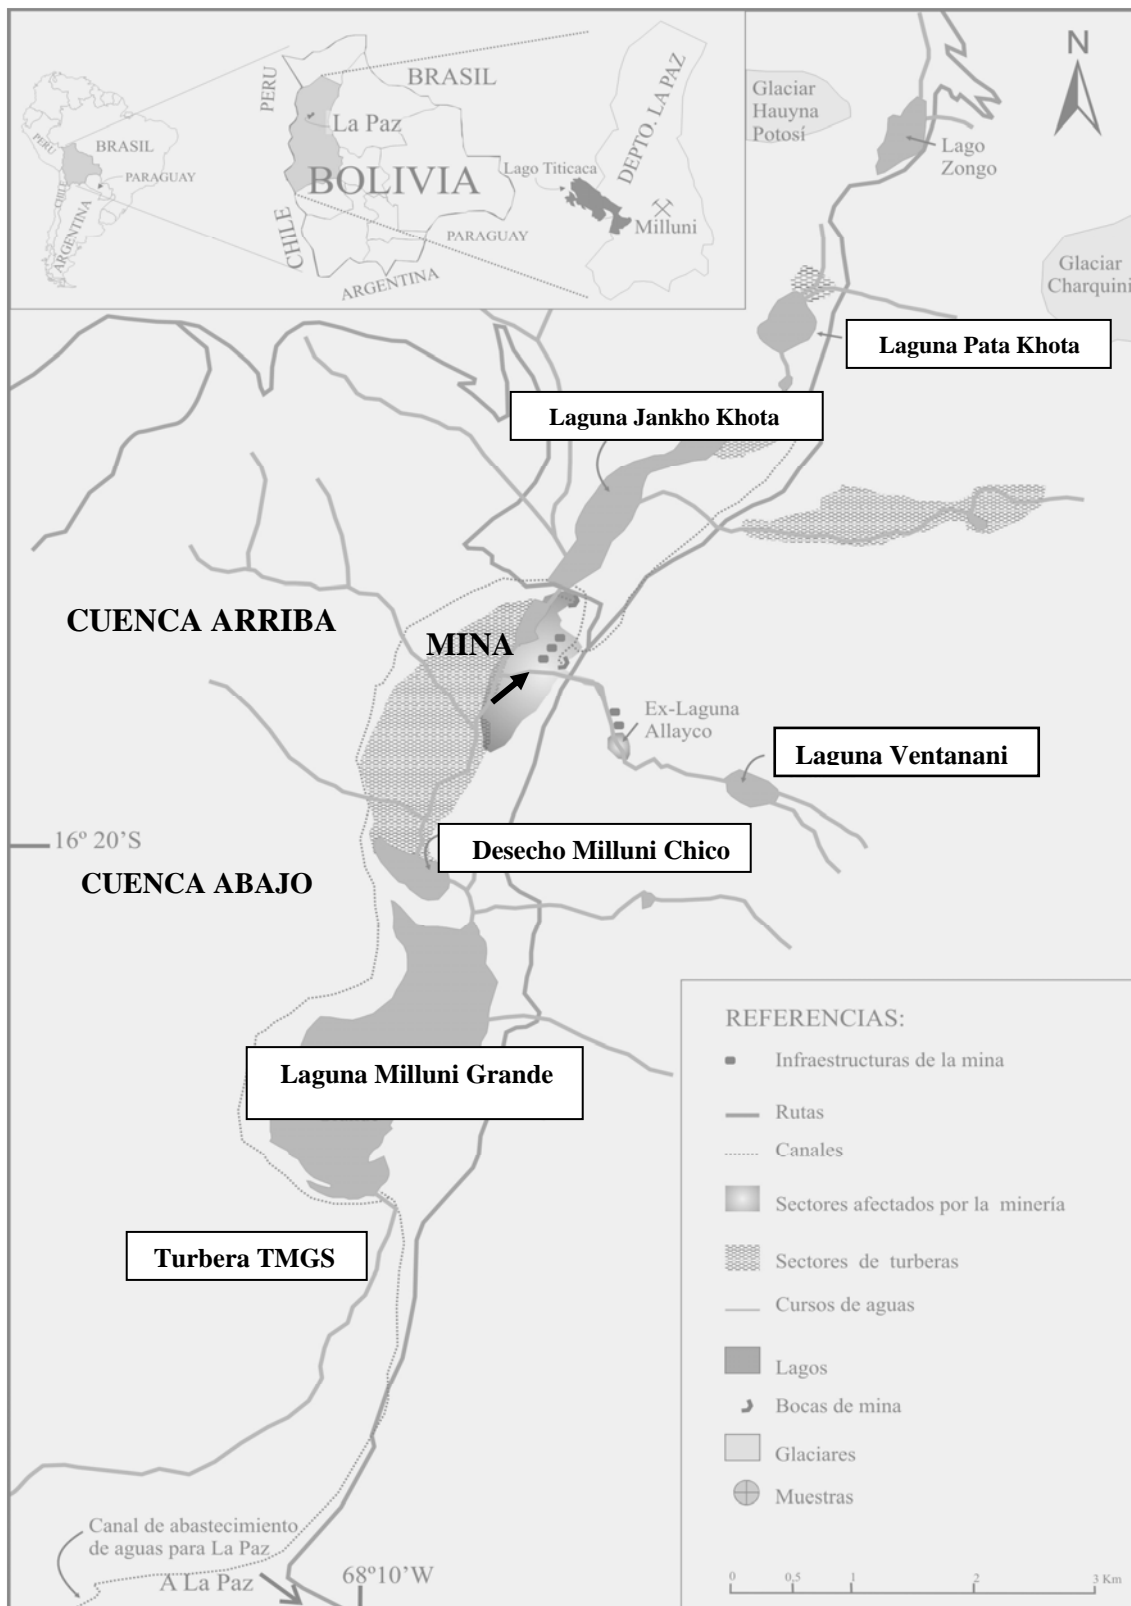 PERU
BRASIL
PARAGUAY
CHILE
ARGENTINA
PERU
BRASIL
La Paz
BOLIVIA
CHILE
PARAGUAY
ARGENTINA
DEPTO. LA PAZ
Lago Titicaca
Milluni
Glaciar
Hauyna
Potosí
N
Lago
Zongo
Glaciar
Charquini
Laguna Pata Khota
Laguna Jankho Khota
CUENCA ARRIBA
MINA
Ex-Laguna
Allayco
Laguna Ventanani
16º 20'S
Desecho Milluni Chico
CUENCA ABAJO
Laguna Milluni Grande
Turbera TMGS
Canal de abastecimiento
de aguas para La Paz
A La Paz
68º10'W
REFERENCIAS:
Infraestructuras de la mina
Rutas
Canales
Sectores afectados por la minería
Sectores de turberas
Cursos de aguas
Lagos
Bocas de mina
Glaciares
Muestras
0 0,5 1 2 3 Km